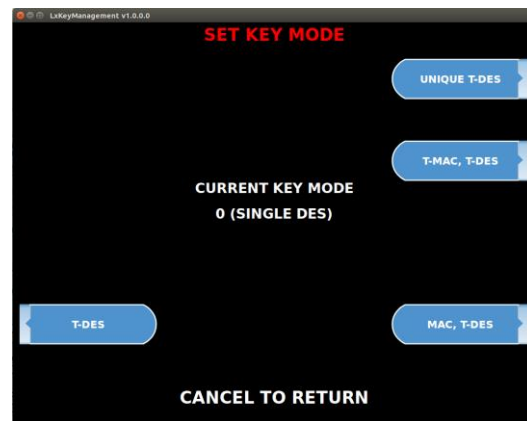 LxKeyManagement v1.0.0.0
SET KEY MODE
UNIQUE T-DES
T-MAC, T-DES
CURRENT KEY MODE
0 (SINGLE DES)
T-DES
MAC, T-DES
CANCEL TO RETURN